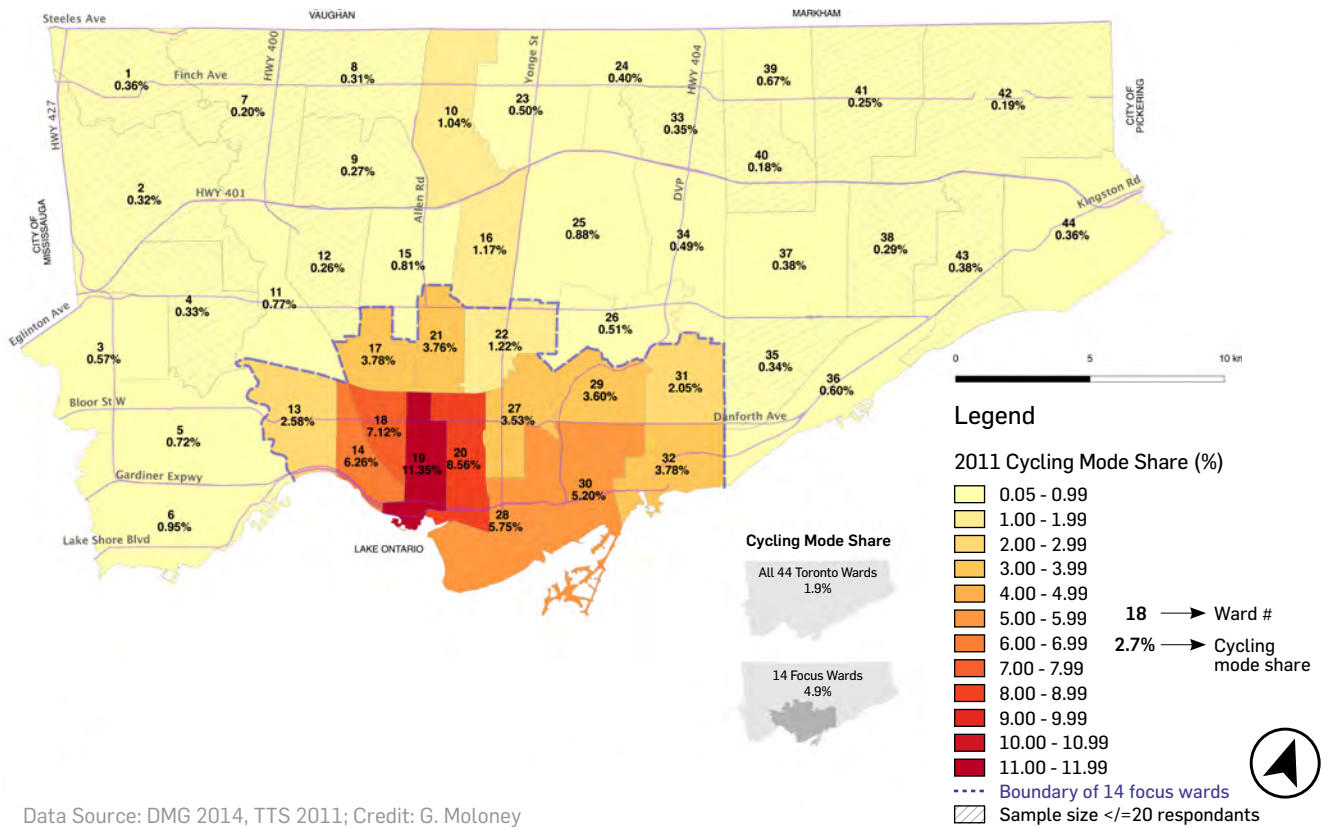 VAUGHAN
MARKHAM
Steeles Ave
HWY 400
Yonge St
HWY 404
1
0.36%
Finch Ave
8
0.31%
24
0.40%
39
0.67%
7
0.20%
10
1.04%
23
0.50%
41
0.25%
42
0.19%
CITY OF
PICKERING
HWY 427
33
0.35%
9
0.27%
40
0.18%
2
0.32%
HWY 401
Allen Rd
DVP
Kingston Rd
CITY OF
MISSISSAUGA
25
0.88%
44
0.36%
16
1.17%
34
0.49%
38
0.29%
12
0.26%
15
0.81%
37
0.38%
43
0.38%
Eglinton Ave
4
0.33%
11
0.77%
26
0.51%
3
0.57%
17
3.78%
21
3.76%
22
1.22%
35
0.34%
36
0.60%
29
3.60%
31
2.05%
0 5 10 km
Bloor St W
13
2.58%
18
7.12%
27
3.53%
Danforth Ave
5
0.72%
14
6.26%
19
11.35%
20
8.56%
32
3.78%
Gardiner Expwy
30
5.20%
6
0.95%
28
5.75%
Lake Shore Blvd
LAKE ONTARIO
Cycling Mode Share
All 44 Toronto Wards
1.9%
14 Focus Wards
4.9%
Legend
2011 Cycling Mode Share (%)
0.05 - 0.99
1.00 - 1.99
2.00 - 2.99
3.00 - 3.99
4.00 - 4.99
5.00 - 5.99
6.00 - 6.99
7.00 - 7.99
8.00 - 8.99
9.00 - 9.99
10.00 - 10.99
11.00 - 11.99
Boundary of 14 focus wards
Sample size </=20 respondants
18 Ward #
2.7% Cycling
mode share
Data Source: DMG 2014, TTS 2011; Credit: G. Moloney